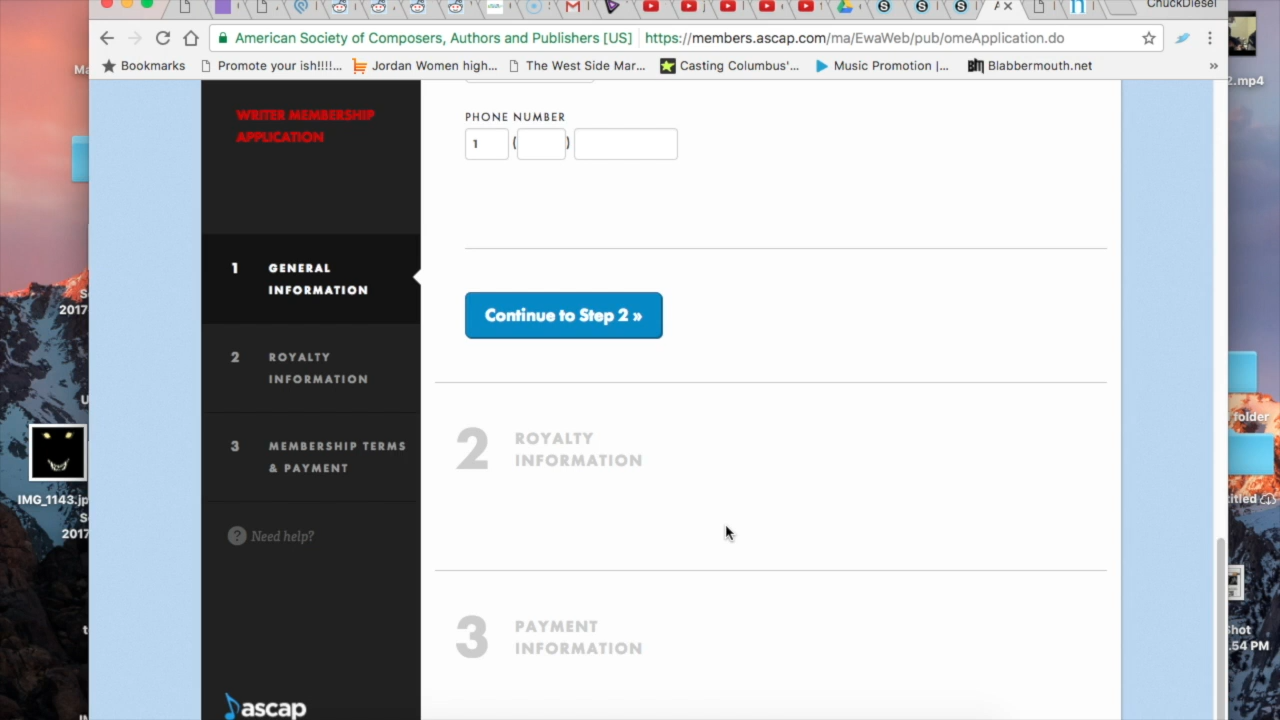 ChuckDiesel
American Society of Composers, Authors and Publishers [US]
https://members.ascap.com/ma/EwaWeb/pub/omeApplication.do
Bookmarks
Promote your ish!!!!...
Jordan Women high...
The West Side Mar...
Casting Columbus'...
Music Promotion |...
Blabbermouth.net
»
2.mp4
WRITER MEMBERSHIP
APPLICATION
PHONE NUMBER
1 ( )
1 GENERAL
INFORMATION
Continue to Step 2 »
2 ROYALTY
INFORMATION
3 MEMBERSHIP TERMS
& PAYMENT
? Need help?
2 ROYALTY
INFORMATION
3 PAYMENT
INFORMATION
ascap
2017
IMG_1143.jp
2017
folder
.54 PM